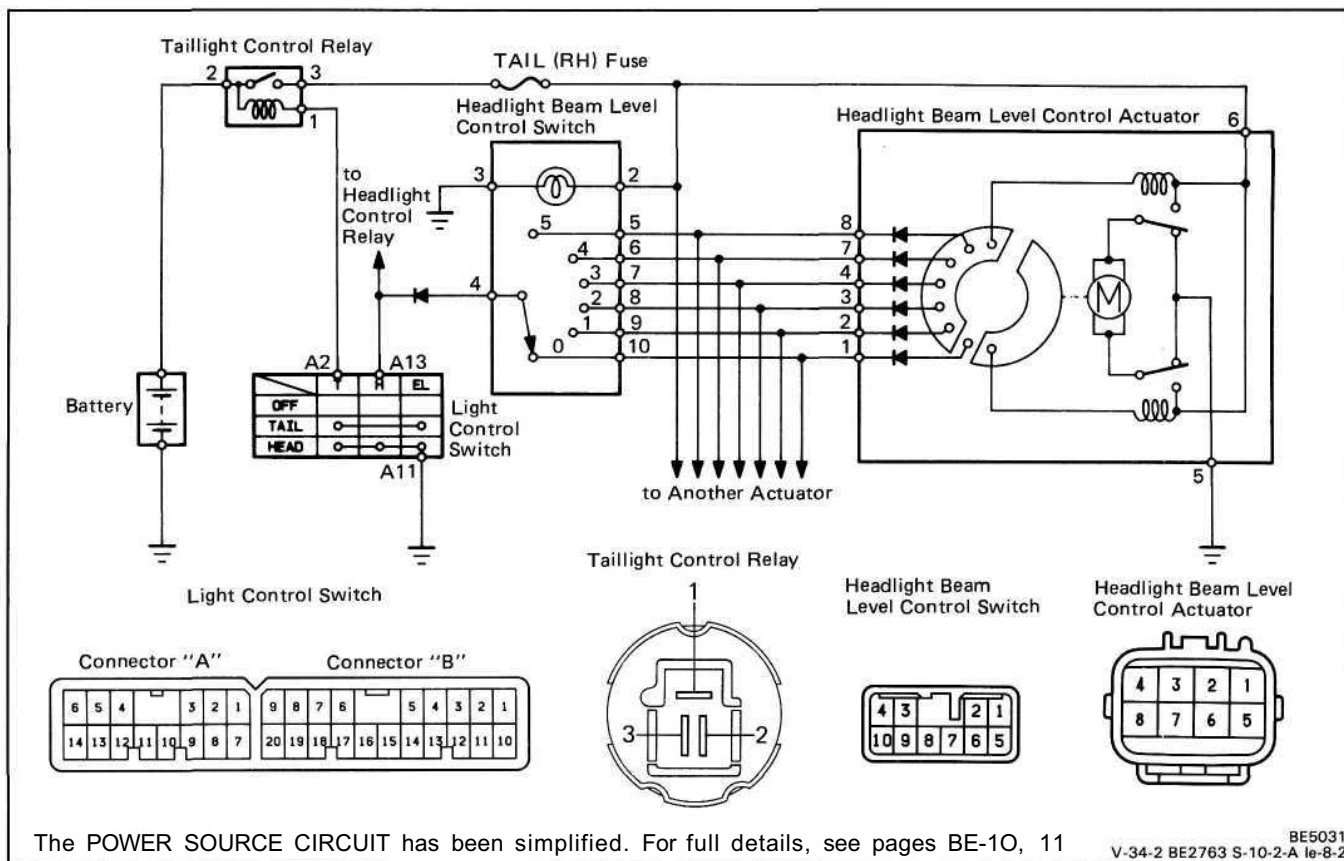 Taillight Control Relay
2
3
1
TAIL (RH) Fuse
Headlight Beam Level
Control Switch
Headlight Beam Level Control Actuator
6
to
Headlight
Control
Relay
3
2
5
5
4
6
3
7
2
8
1
9
0
10
4
8
7
4
3
2
1
M
5
Battery
A2
A13
T
H
EL
OFF
TAIL
HEAD
A11
Light
Control
Switch
to Another Actuator
Light Control Switch
Connector "A"
Connector "B"
6 5 4 3 2 1
14 13 12 11 10 9 8 7
9 8 7 6 5 4 3 2 1
20 19 18 17 16 15 14 13 12 11 10
Taillight Control Relay
1
3
2
Headlight Beam
Level Control Switch
4 3 2 1
10 9 8 7 6 5
Headlight Beam Level
Control Actuator
4 3 2 1
8 7 6 5
The POWER SOURCE CIRCUIT has been simplified. For full details, see pages BE-1O, 11
BE5031
V-34-2 BE2763 S-10-2-A le-8-2